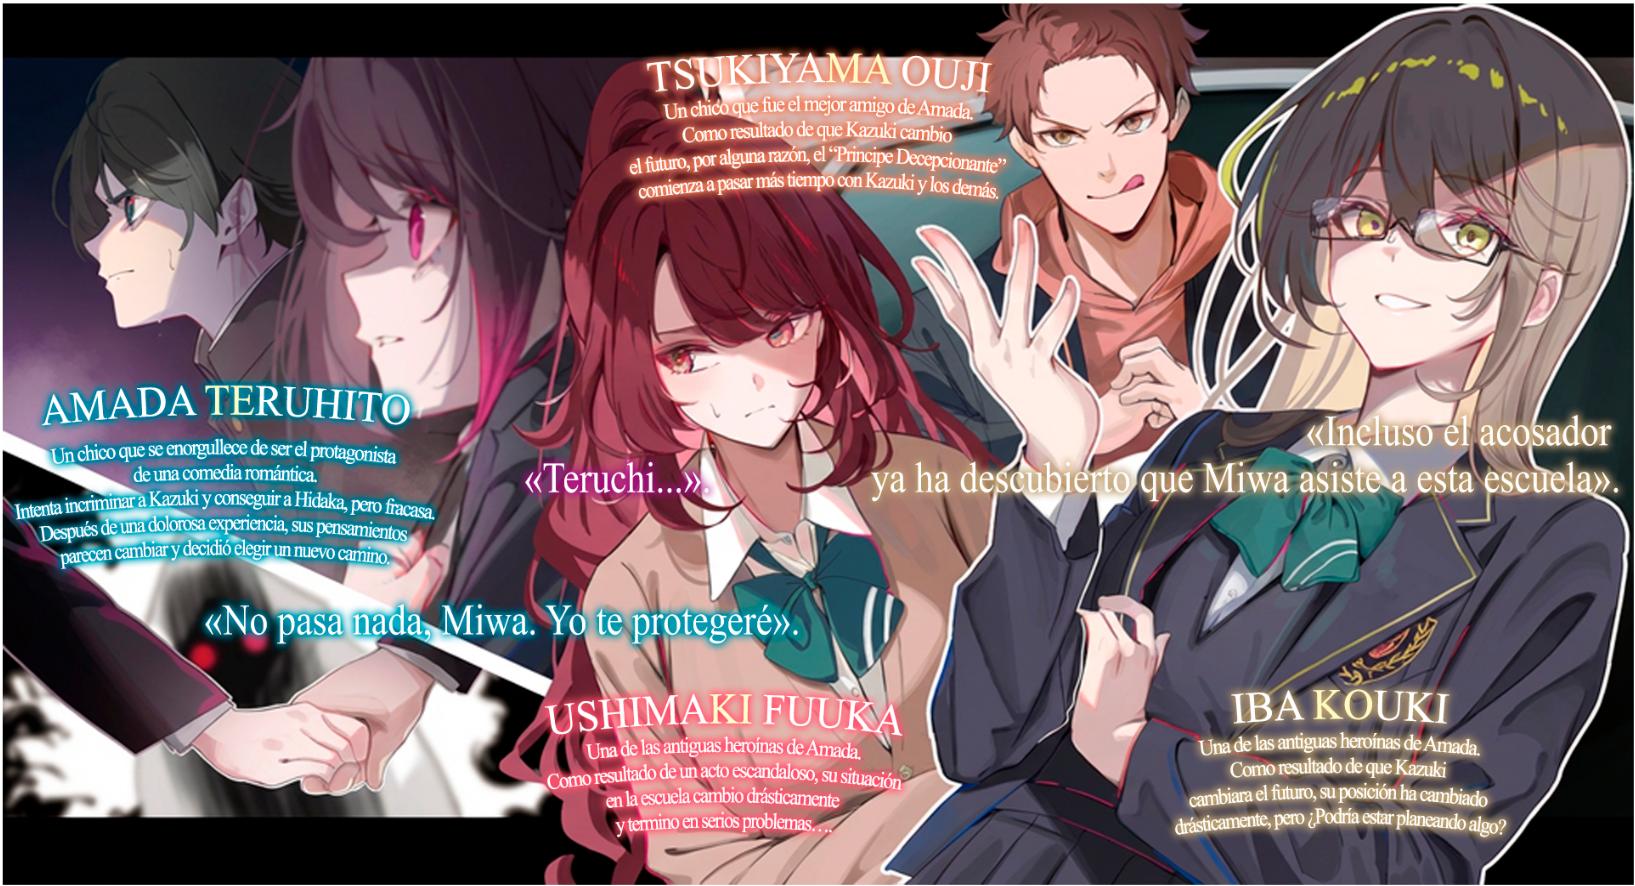 TSUKIYAMA OUJI
Un chico que fue el mejor amigo de Amada.
Como resultado de que Kazuki cambio
el futuro, por alguna razón, el “Principe Decepcionante”
comienza a pasar más tiempo con Kazuki y los demás.
AMADA TERUHITO
Un chico que se enorgullece de ser el protagonista
de una comedia romántica.
Intenta incriminar a Kazuki y conseguir a Hidaka, pero fracasa.
Después de una dolorosa experiencia, sus pensamientos
parecen cambiar y decidió elegir un nuevo camino.
«Teruchi...».
«Incluso el acosador
ya ha descubierto que Miwa asiste a esta escuela».
«No pasa nada, Miwa. Yo te protegeré».
USHIMAKI FUUKA
Una de las antiguas heroínas de Amada.
Como resultado de un acto escandaloso, su situación
en la escuela cambio drásticamente
y termino en serios problemas….
IBA KOUKI
Una de las antiguas heroínas de Amada.
Como resultado de que Kazuki
cambiara el futuro, su posición ha cambiado
drásticamente, pero ¿Podría estar planeando algo?